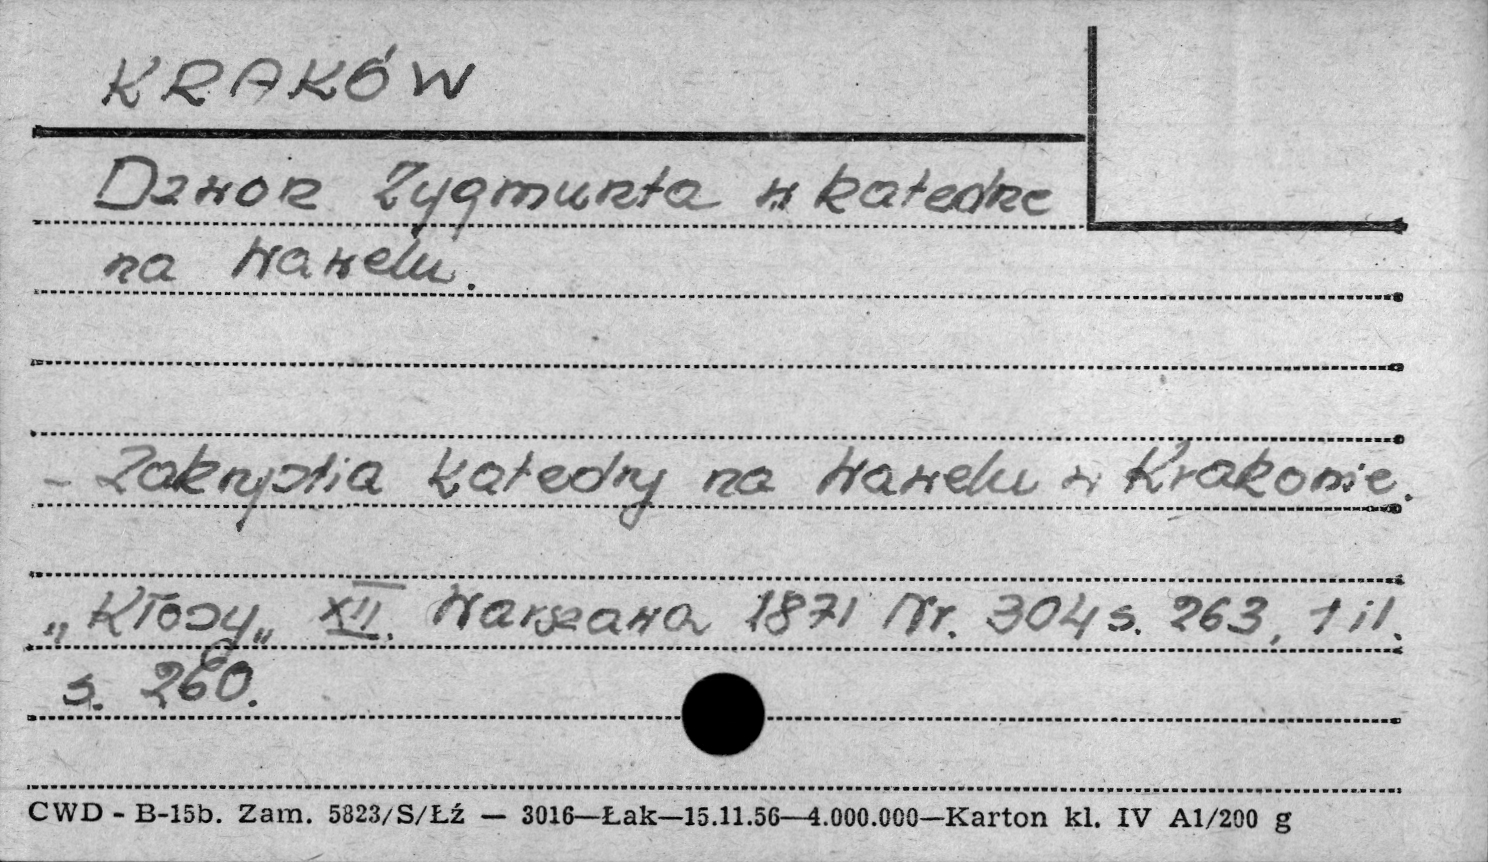 KRAKÓW
Dzwon Zygmunta w katedrze
na Wawelu.
- Zakrystia katedry na Wawelu w Krakowie.
„Kłosy„ XII. Warszawa 1871 Nr. 304 s. 263, 1 il.
s. 260.
CWD - B-15b. Zam. 5823/S/Łź — 3016—Łak—15.11.56—4.000.000—Karton kl. IV A1/200 g